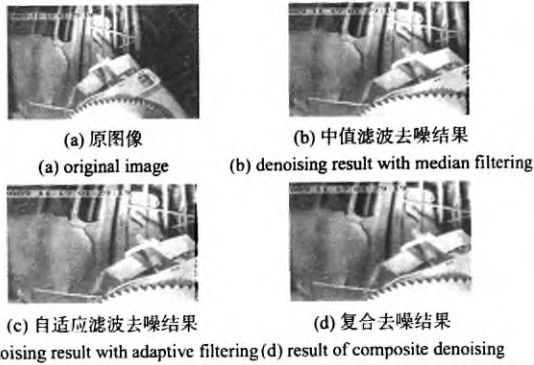 (a) 原图像
(b) 中值滤波去噪结果
(a) original image
(b) denoising result with median filtering
(c) 自适应滤波去噪结果
(d) 复合去噪结果
oising result with adaptive filtering (d) result of composite denoising